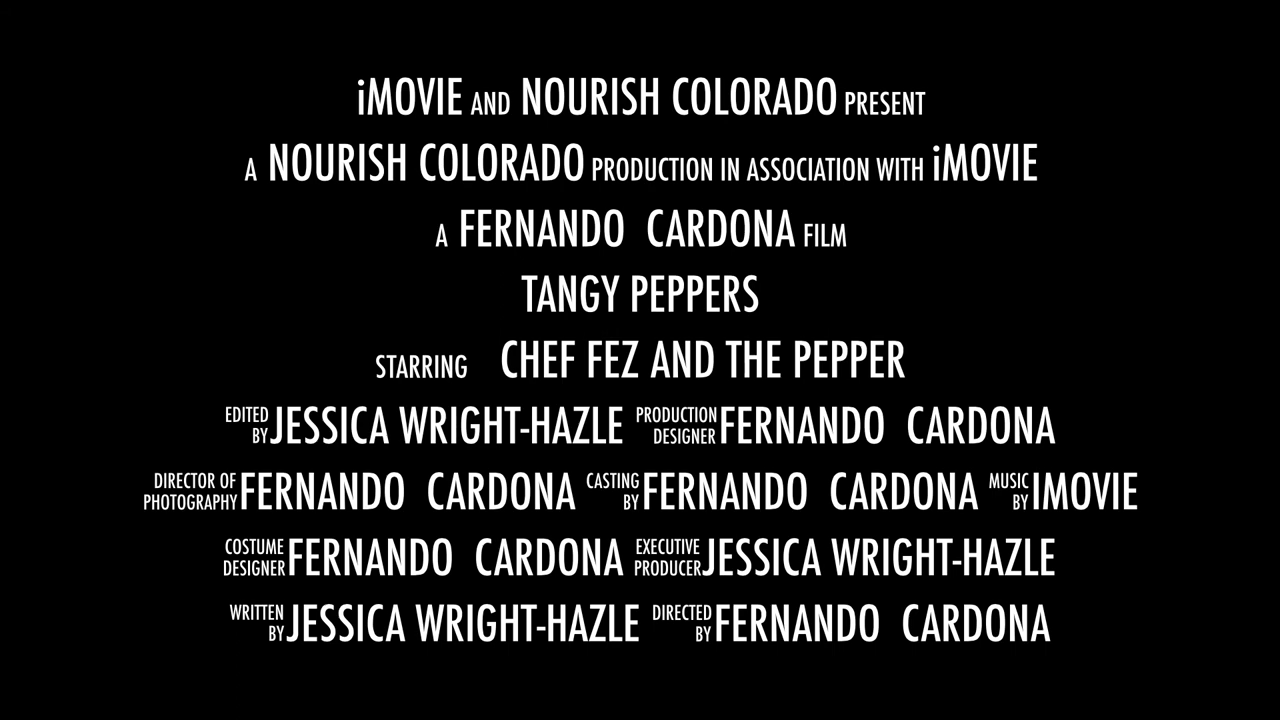 iMOVIE AND NOURISH COLORADO PRESENT
A NOURISH COLORADO PRODUCTION IN ASSOCIATION WITH iMOVIE
A FERNANDO CARDONA FILM
TANGY PEPPERS
STARRING CHEF FEZ AND THE PEPPER
EDITED BY JESSICA WRIGHT-HAZLE PRODUCTION DESIGNER FERNANDO CARDONA
DIRECTOR OF PHOTOGRAPHY FERNANDO CARDONA CASTING BY FERNANDO CARDONA MUSIC BY IMOVIE
COSTUME DESIGNER FERNANDO CARDONA EXECUTIVE PRODUCER JESSICA WRIGHT-HAZLE
WRITTEN BY JESSICA WRIGHT-HAZLE DIRECTED BY FERNANDO CARDONA